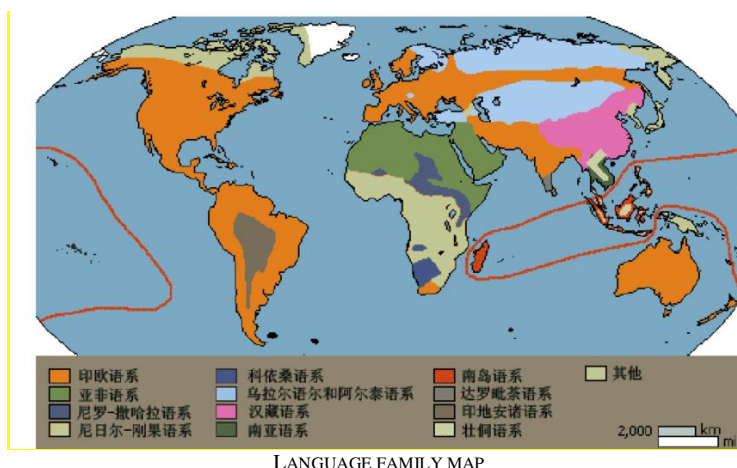 印欧语系
亚非语系
尼罗-撒哈拉语系
尼日尔-刚果语系
科依桑语系
乌拉尔语尔和阿尔泰语系
汉藏语系
南亚语系
南岛语系
达罗毗荼语系
印地安诸语系
壮侗语系
其他
2,000 km
mi
LANGUAGE FAMILY MAP